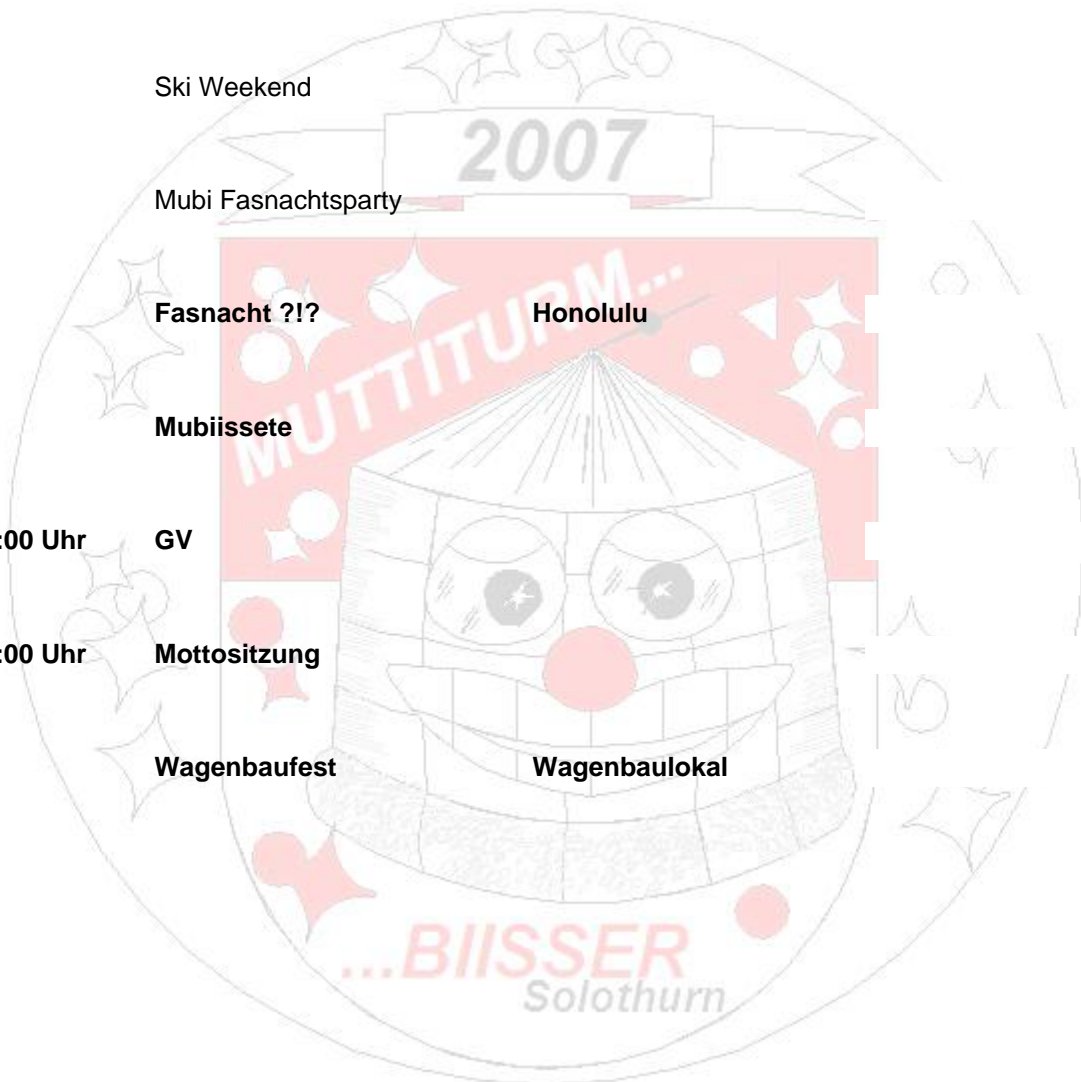 Ski Weekend
2007
Mubi Fasnachtsparty
MUTTITURM...
Fasnacht ?!? Honolulu
Mubiissete
:00 Uhr GV
:00 Uhr Mottositzung
Wagenbaufest Wagenbaulokal
...BIISSER
Solothurn